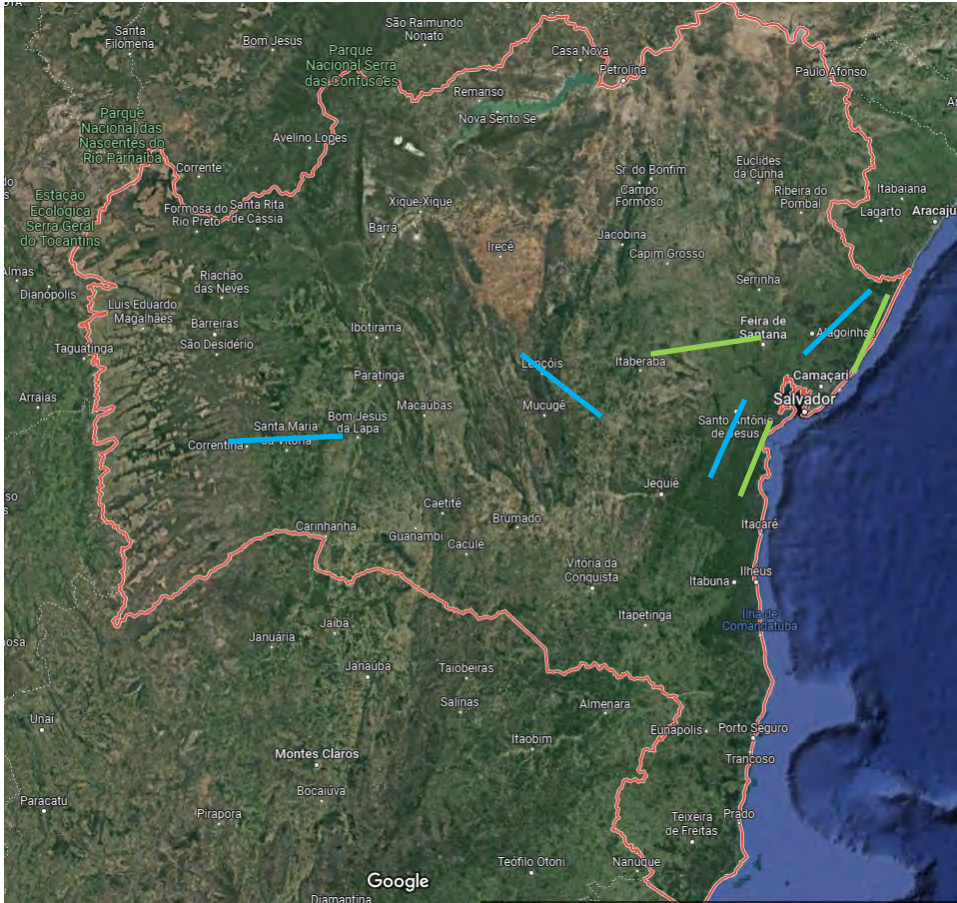 Santa
Filomena
Bom Jesus
São Raimundo
Nonato
Parque
Nacional Serra
das Confusões
Casa Nova
Petrolina
Paulo Afonso
Remanso
Nova Sento Se
Parque
Nacional das
Nascentes do
Rio Parnaíba
Avelino Lopes
Corrente
Sr. do Bonfim
Campo
Formoso
Euclides
da Cunha
Ribeira do
Pombal
Itabaiana
Lagarto
Aracaju
Estação
Ecológica
Serra Geral
do Tocantins
Formosa do
Rio Preto
Santa Rita
de Cássia
Xique-Xique
Barra
Irecê
Jacobina
Capim Grosso
Almas
Dianópolis
Riachão
das Neves
Serrinha
Luis Eduardo
Magalhães
Barreiras
São Desidério
Ibotirama
Feira de
Santana
Alagoinhas
Taguatinga
Lençóis
Itaberaba
Paratinga
Camaçari
Arraias
Macaúbas
Mucugê
Salvador
Bom Jesus
da Lapa
Santa Maria
da Vitória
Correntina
Santo Antônio
de Jesus
Jequié
Caetité
Brumado
Itacaré
Carinhanha
Guanambi
Caculé
Vitória da
Conquista
Itabuna
Ilhéus
Itapetinga
Ilha de
Comandatuba
Jaíba
Januária
Janaúba
Taiobeiras
Salinas
Almenara
Unaí
Eunápolis
Porto Seguro
Itaobim
Trancoso
Montes Claros
Bocaiúva
Paracatu
Pirapora
Teixeira
de Freitas
Prado
Teófilo Otoni
Nanuque
Google
Diamantina